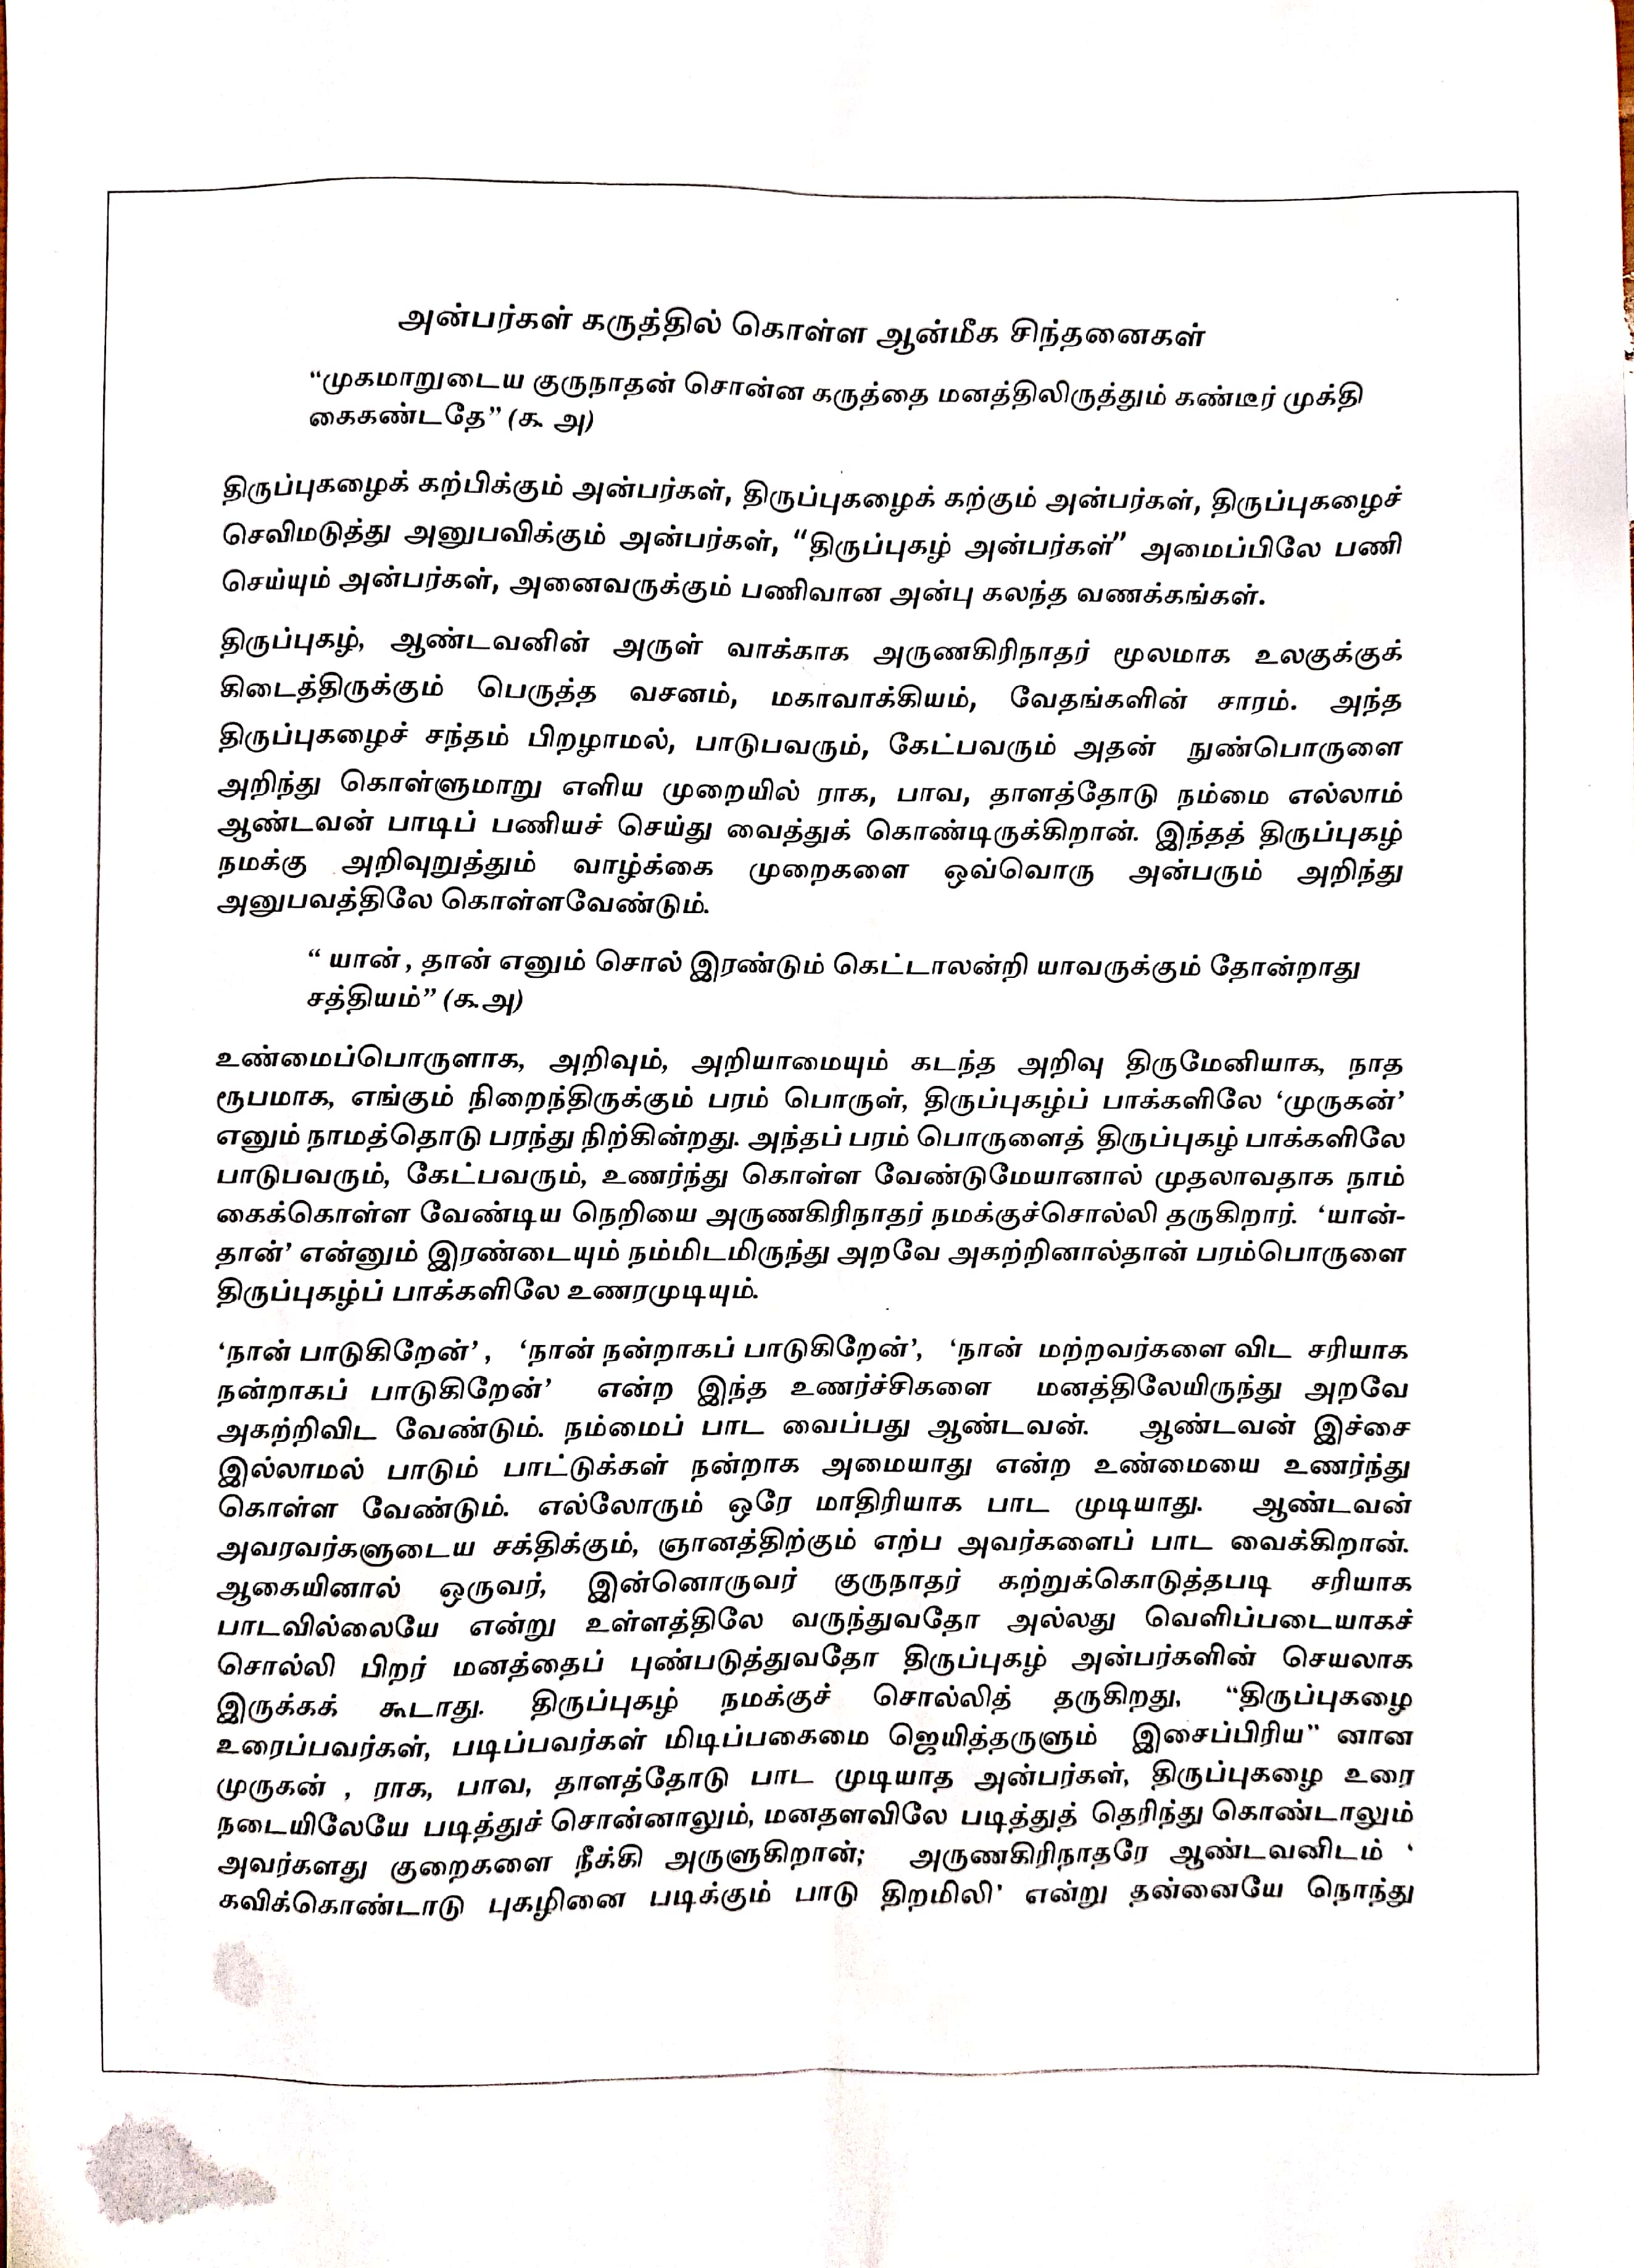 அன்பர்கள் கருத்தில் கொள்ள ஆன்மீக சிந்தனைகள்
“முகமாறுடைய குருநாதன் சொன்ன கருத்தை மனத்திலிருத்தும் கண்டீர் முக்தி
கைகண்டதே” (க. அ)
திருப்புகழைக் கற்பிக்கும் அன்பர்கள், திருப்புகழைக் கற்கும் அன்பர்கள், திருப்புகழைச்
செவிமடுத்து அனுபவிக்கும் அன்பர்கள், “திருப்புகழ் அன்பர்கள்” அமைப்பிலே பணி
செய்யும் அன்பர்கள், அனைவருக்கும் பணிவான அன்பு கலந்த வணக்கங்கள்.
திருப்புகழ், ஆண்டவனின் அருள் வாக்காக அருணகிரிநாதர் மூலமாக உலகுக்குக்
கிடைத்திருக்கும் பெருத்த வசனம், மகாவாக்கியம், வேதங்களின் சாரம். அந்த
திருப்புகழைச் சந்தம் பிறழாமல், பாடுபவரும், கேட்பவரும் அதன் நுண்பொருளை
அறிந்து கொள்ளுமாறு எளிய முறையில் ராக, பாவ, தாளத்தோடு நம்மை எல்லாம்
ஆண்டவன் பாடிப் பணியச் செய்து வைத்துக் கொண்டிருக்கிறான். இந்தத் திருப்புகழ்
நமக்கு அறிவுறுத்தும் வாழ்க்கை முறைகளை ஒவ்வொரு அன்பரும் அறிந்து
அனுபவத்திலே கொள்ளவேண்டும்.
“ யான் , தான் எனும் சொல் இரண்டும் கெட்டாலன்றி யாவருக்கும் தோன்றாது
சத்தியம்” (க.அ)
உண்மைப்பொருளாக, அறிவும், அறியாமையும் கடந்த அறிவு திருமேனியாக, நாத
ரூபமாக, எங்கும் நிறைந்திருக்கும் பரம் பொருள், திருப்புகழ்ப் பாக்களிலே ‘முருகன்’
எனும் நாமத்தொடு பரந்து நிற்கின்றது. அந்தப் பரம் பொருளைத் திருப்புகழ் பாக்களிலே
பாடுபவரும், கேட்பவரும், உணர்ந்து கொள்ள வேண்டுமேயானால் முதலாவதாக நாம்
கைக்கொள்ள வேண்டிய நெறியை அருணகிரிநாதர் நமக்குச்சொல்லி தருகிறார். ‘யான்-
தான்’ என்னும் இரண்டையும் நம்மிடமிருந்து அறவே அகற்றினால்தான் பரம்பொருளை
திருப்புகழ்ப் பாக்களிலே உணரமுடியும்.
‘நான் பாடுகிறேன்’ , ‘நான் நன்றாகப் பாடுகிறேன்’, ‘நான் மற்றவர்களை விட சரியாக
நன்றாகப் பாடுகிறேன்’ என்ற இந்த உணர்ச்சிகளை மனத்திலேயிருந்து அறவே
அகற்றிவிட வேண்டும். நம்மைப் பாட வைப்பது ஆண்டவன். ஆண்டவன் இச்சை
இல்லாமல் பாடும் பாட்டுக்கள் நன்றாக அமையாது என்ற உண்மையை உணர்ந்து
கொள்ள வேண்டும். எல்லோரும் ஒரே மாதிரியாக பாட முடியாது. ஆண்டவன்
அவரவர்களுடைய சக்திக்கும், ஞானத்திற்கும் எற்ப அவர்களைப் பாட வைக்கிறான்.
ஆகையினால் ஒருவர், இன்னொருவர் குருநாதர் கற்றுக்கொடுத்தபடி சரியாக
பாடவில்லையே என்று உள்ளத்திலே வருந்துவதோ அல்லது வெளிப்படையாகச்
சொல்லி பிறர் மனத்தைப் புண்படுத்துவதோ திருப்புகழ் அன்பர்களின் செயலாக
இருக்கக் கூடாது. திருப்புகழ் நமக்குச் சொல்லித் தருகிறது, “திருப்புகழை
உரைப்பவர்கள், படிப்பவர்கள் மிடிப்பகைமை ஜெயித்தருளும் இசைப்பிரிய” னான
முருகன் , ராக, பாவ, தாளத்தோடு பாட முடியாத அன்பர்கள், திருப்புகழை உரை
நடையிலேயே படித்துச் சொன்னாலும், மனதளவிலே படித்துத் தெரிந்து கொண்டாலும்
அவர்களது குறைகளை நீக்கி அருளுகிறான்; அருணகிரிநாதரே ஆண்டவனிடம் ‘
கவிக்கொண்டாடு புகழினை படிக்கும் பாடு திறமிலி’ என்று தன்னையே நொந்து